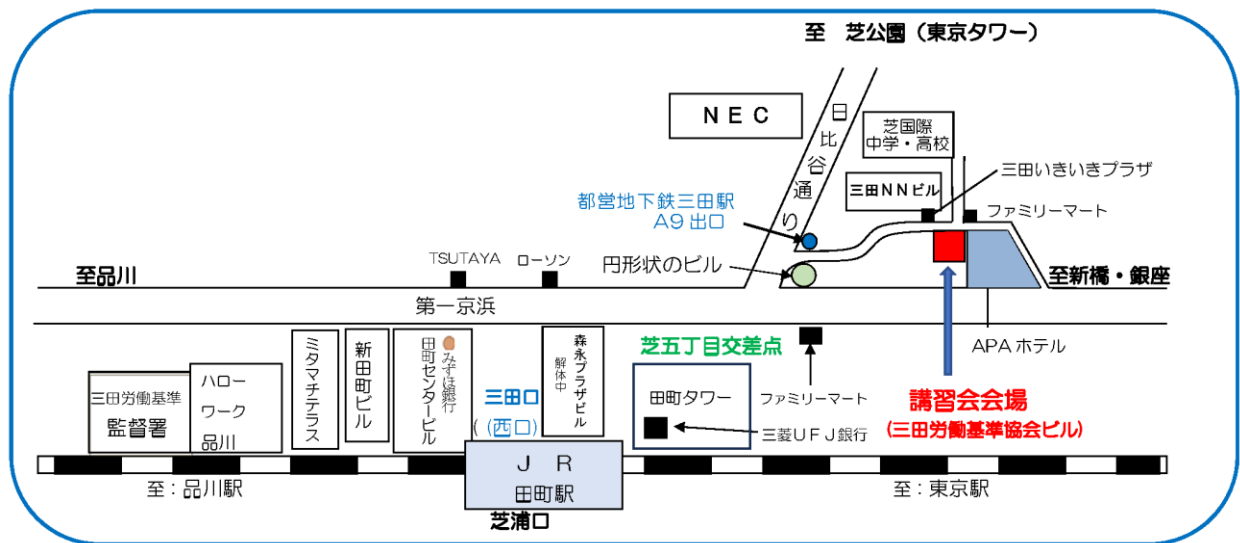 至　芝公園（東京タワー）
ＮＥＣ
日比谷通り
芝国際
中学・高校
三田いきいきプラザ
三田NNビル
都営地下鉄三田駅
A9出口
ファミリーマート
TSUTAYA
ローソン
円形状のビル
至品川
至新橋・銀座
第一京浜
芝五丁目交差点
APAホテル
ミタマチテラス
新田町ビル
みずほ銀行
田町センタービル
森永プラザビル
解体中
三田口
(（西口）
三田労働基準
監督署
ハロー
ワーク
品川
田町タワー
ファミリーマート
三菱ＵＦＪ銀行
講習会会場
(三田労働基準協会ビル)
ＪＲ
田町駅
至：品川駅
至：東京駅
芝浦口